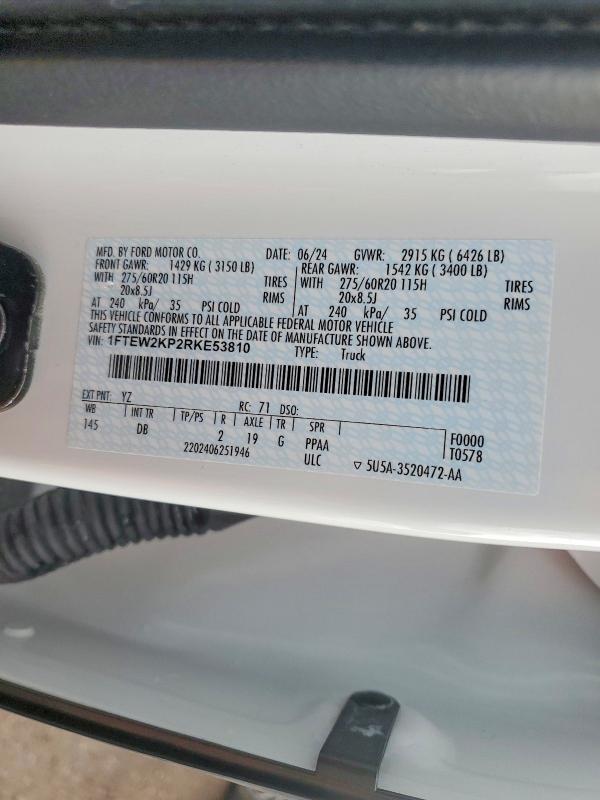 MFD. BY FORD MOTOR CO. DATE: 06/24 GVWR: 2915 KG ( 6426 LB)
FRONT GAWR: 1429 KG ( 3150 LB) REAR GAWR: 1542 KG ( 3400 LB)
WITH 275/60R20 115H TIRES WITH 275/60R20 115H TIRES
20x8.5J RIMS 20x8.5J RIMS
AT 240 kPa/ 35 PSI COLD AT 240 kPa/ 35 PSI COLD
THIS VEHICLE CONFORMS TO ALL APPLICABLE FEDERAL MOTOR VEHICLE
SAFETY STANDARDS IN EFFECT ON THE DATE OF MANUFACTURE SHOWN ABOVE
VIN: 1FTEW2KP2RKE53810 TYPE: Truck
EXT PNT: YZ RC: 71 DSO:
WB INT TR TP/PS R AXLE TR SPR F0000
145 DB 2 19 G PPAA T0578
2202406251946 ULC ▽ 5U5A-3520472-AA